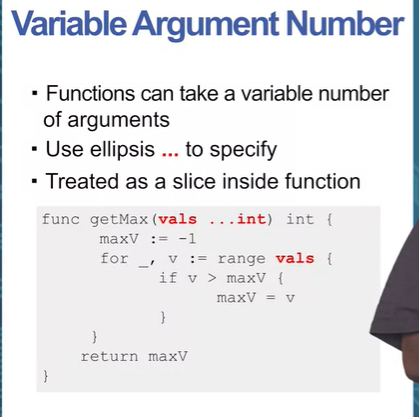 Variable Argument Number
▪ Functions can take a variable number
of arguments
▪ Use ellipsis ... to specify
▪ Treated as a slice inside function
func getMax(vals ...int) int {
maxV := -1
for _, v := range vals {
if v > maxV {
maxV = v
}
}
return maxV
}